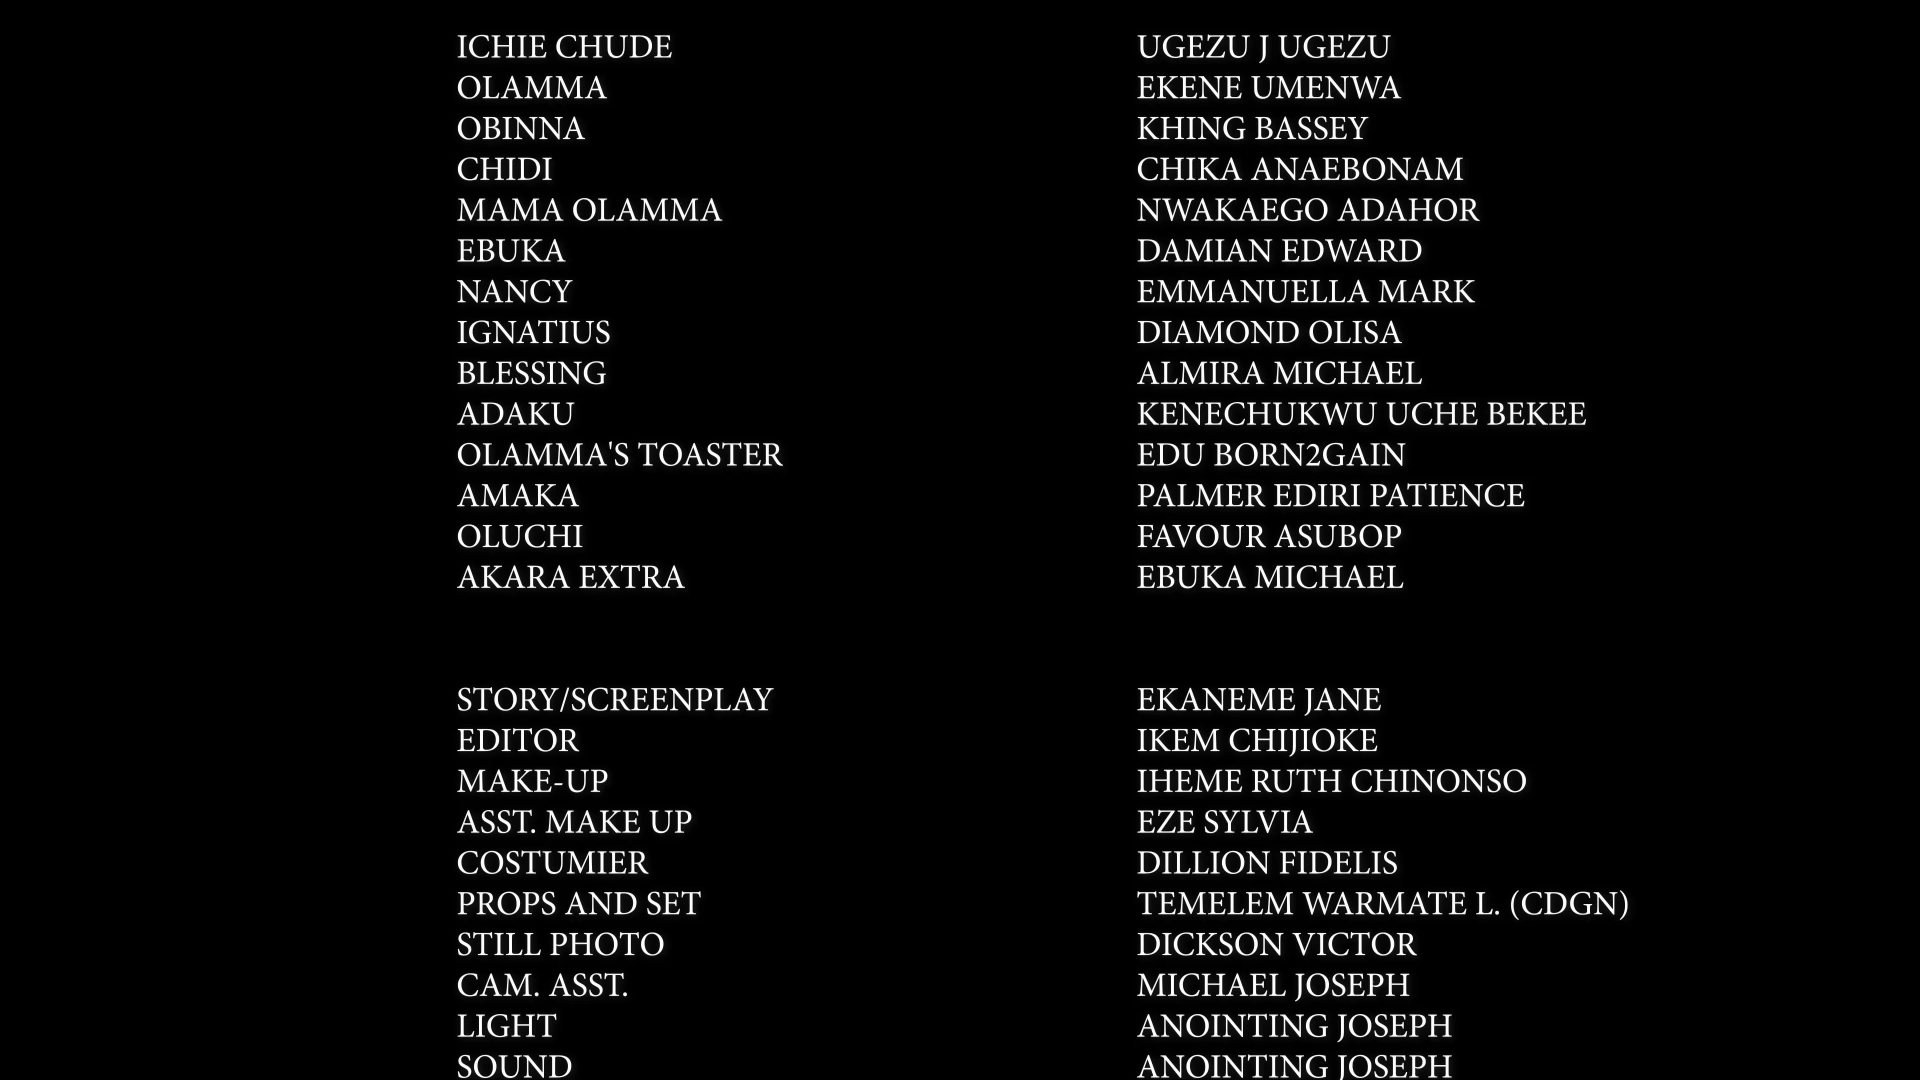 ICHIE CHUDE UGEZU J UGEZU
OLAMMA EKENE UMENWA
OBINNA KHING BASSEY
CHIDI CHIKA ANAEBONAM
MAMA OLAMMA NWAKAEGO ADAHOR
EBUKA DAMIAN EDWARD
NANCY EMMANUELLA MARK
IGNATIUS DIAMOND OLISA
BLESSING ALMIRA MICHAEL
ADAKU KENECHUKWU UCHE BEKEE
OLAMMA'S TOASTER EDU BORN2GAIN
AMAKA PALMER EDIRI PATIENCE
OLUCHI FAVOUR ASUBOP
AKARA EXTRA EBUKA MICHAEL
STORY/SCREENPLAY EKANEME JANE
EDITOR IKEM CHIJIOKE
MAKE-UP IHEME RUTH CHINONSO
ASST. MAKE UP EZE SYLVIA
COSTUMIER DILLION FIDELIS
PROPS AND SET TEMELEM WARMATE L. (CDGN)
STILL PHOTO DICKSON VICTOR
CAM. ASST. MICHAEL JOSEPH
LIGHT ANOINTING JOSEPH
SOUND ANOINTING JOSEPH